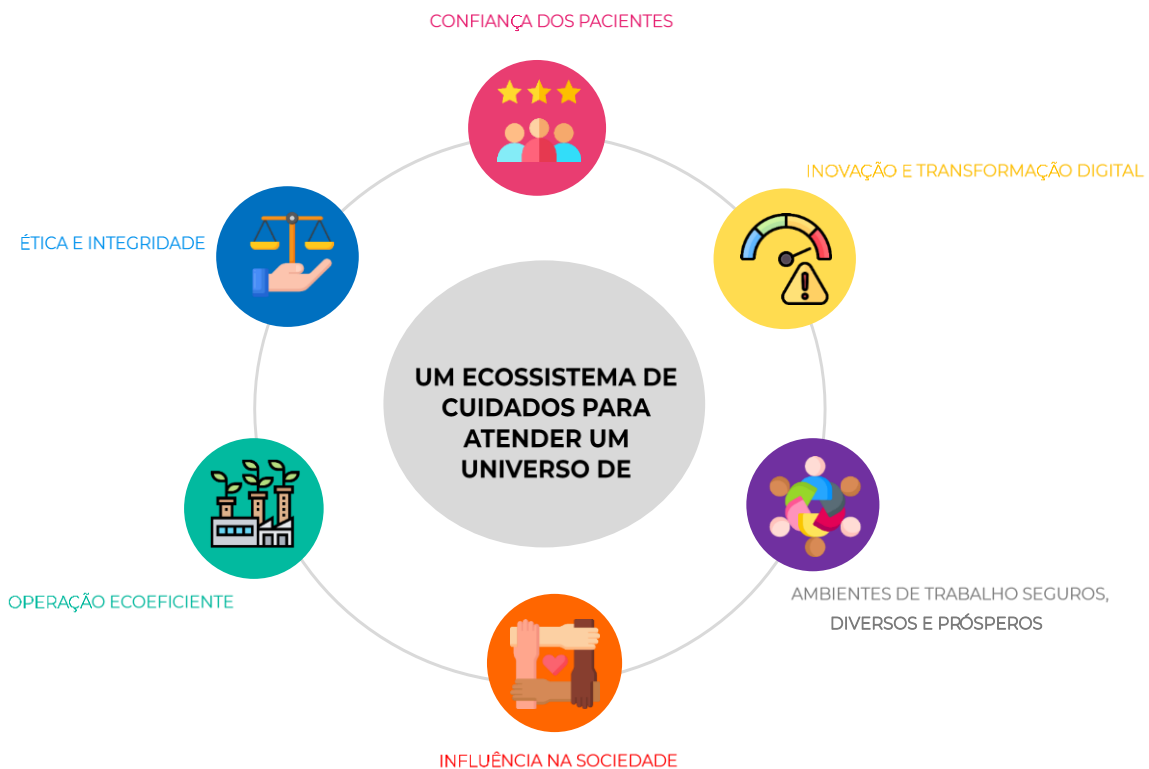 CONFIANÇA DOS PACIENTES
INOVAÇÃO E TRANSFORMAÇÃO DIGITAL
ÉTICA E INTEGRIDADE
UM ECOSSISTEMA DE
CUIDADOS PARA
ATENDER UM
UNIVERSO DE
OPERAÇÃO ECOEFICIENTE
AMBIENTES DE TRABALHO SEGUROS,
DIVERSOS E PRÓSPEROS
INFLUÊNCIA NA SOCIEDADE